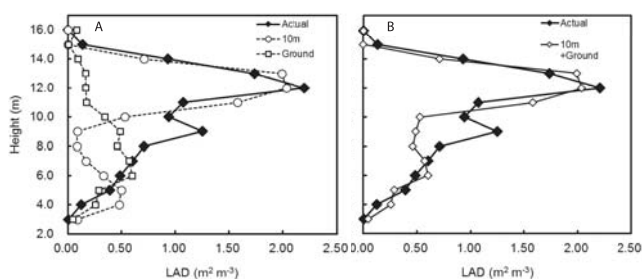 A
Actual
10m
Ground
16.0
14.0
12.0
10.0
8.0
6.0
4.0
2.0
Height (m)
0.00 0.50 1.00 1.50 2.00 2.50
LAD (m² m⁻³)
B
Actual
10m
+Ground
0.00 0.50 1.00 1.50 2.00 2.50
LAD (m² m⁻³)